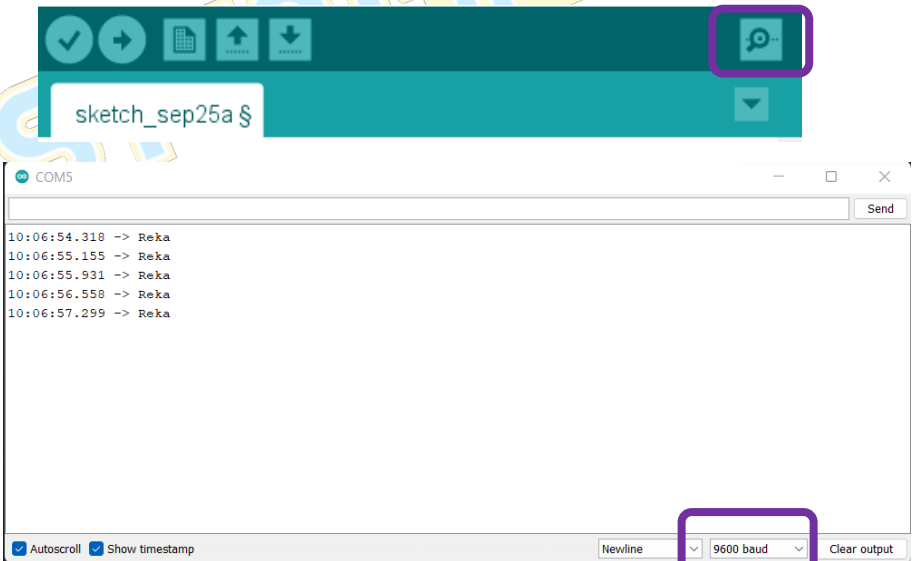 sketch_sep25a §
COM5
Send
10:06:54.318 -> Reka
10:06:55.155 -> Reka
10:06:55.931 -> Reka
10:06:56.558 -> Reka
10:06:57.299 -> Reka
Autoscroll Show timestamp Newline 9600 baud Clear output